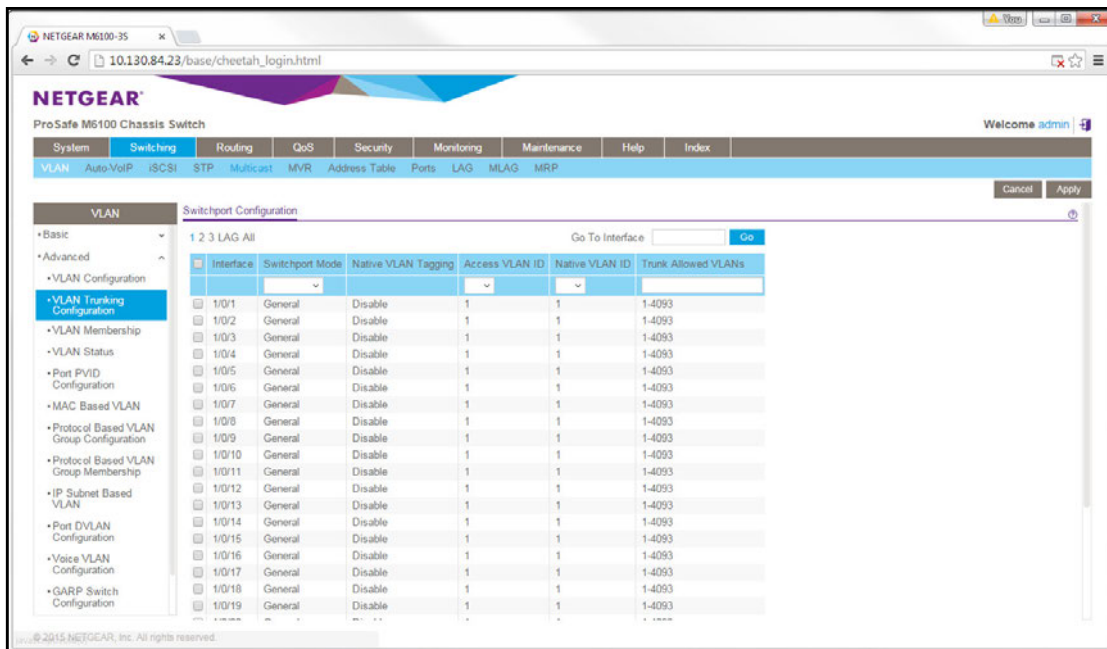 NETGEAR M6100-3S
10.130.84.23/base/cheetah_login.html
NETGEAR
ProSafe M6100 Chassis Switch
Welcome admin
System Switching Routing QoS Security Monitoring Maintenance Help Index
VLAN Auto-VoIP iSCSI STP Multicast MVR Address Table Ports LAG MLAG MRP
Cancel Apply
VLAN
• Basic
• Advanced
• VLAN Configuration
• VLAN Trunking
Configuration
• VLAN Membership
• VLAN Status
• Port PVID
Configuration
• MAC Based VLAN
• Protocol Based VLAN
Group Configuration
• Protocol Based VLAN
Group Membership
• IP Subnet Based
VLAN
• Port DVLAN
Configuration
• Voice VLAN
Configuration
• GARP Switch
Configuration
Switchport Configuration
1 2 3 LAG All Go To Interface Go
Interface Switchport Mode Native VLAN Tagging Access VLAN ID Native VLAN ID Trunk Allowed VLANs
1/0/1 General Disable 1 1 1-4093
1/0/2 General Disable 1 1 1-4093
1/0/3 General Disable 1 1 1-4093
1/0/4 General Disable 1 1 1-4093
1/0/5 General Disable 1 1 1-4093
1/0/6 General Disable 1 1 1-4093
1/0/7 General Disable 1 1 1-4093
1/0/8 General Disable 1 1 1-4093
1/0/9 General Disable 1 1 1-4093
1/0/10 General Disable 1 1 1-4093
1/0/11 General Disable 1 1 1-4093
1/0/12 General Disable 1 1 1-4093
1/0/13 General Disable 1 1 1-4093
1/0/14 General Disable 1 1 1-4093
1/0/15 General Disable 1 1 1-4093
1/0/16 General Disable 1 1 1-4093
1/0/17 General Disable 1 1 1-4093
1/0/18 General Disable 1 1 1-4093
1/0/19 General Disable 1 1 1-4093
© 2015 NETGEAR, Inc. All rights reserved.